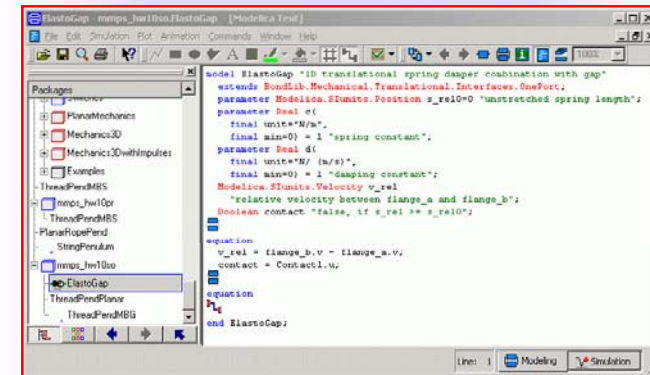 ElastoGap - mmps_hw10so.ElastoGap - [Modelica Text]
File Edit Simulation Plot Animation Commands Window Help
100%
Packages
Switches
PlanarMechanics
Mechanics3D
Mechanics3DwithImpulses
Examples
ThreadPendMBS
mmps_hw10pr
ThreadPendMBS
PlanarRopePend
StringPenulum
mmps_hw10so
ElastoGap
ThreadPendPlanar
ThreadPendMBG
model ElastoGap "1D translational spring damper combination with gap"
extends BondLib.Mechanical.Translational.Interfaces.OnePort;
parameter Modelica.SIunits.Position s_rel0=0 "unstretched spring length";
parameter Real c(
final unit="N/m",
final min=0) = 1 "spring constant";
parameter Real d(
final unit="N/ (m/s)",
final min=0) = 1 "damping constant";
Modelica.SIunits.Velocity v_rel
"relative velocity between flange_a and flange_b";
Boolean contact "false, if s_rel >= s_rel0";
equation
v_rel = flange_b.v - flange_a.v;
contact = Contact1.u;
equation
end ElastoGap;
Line: 1
Modeling
Simulation